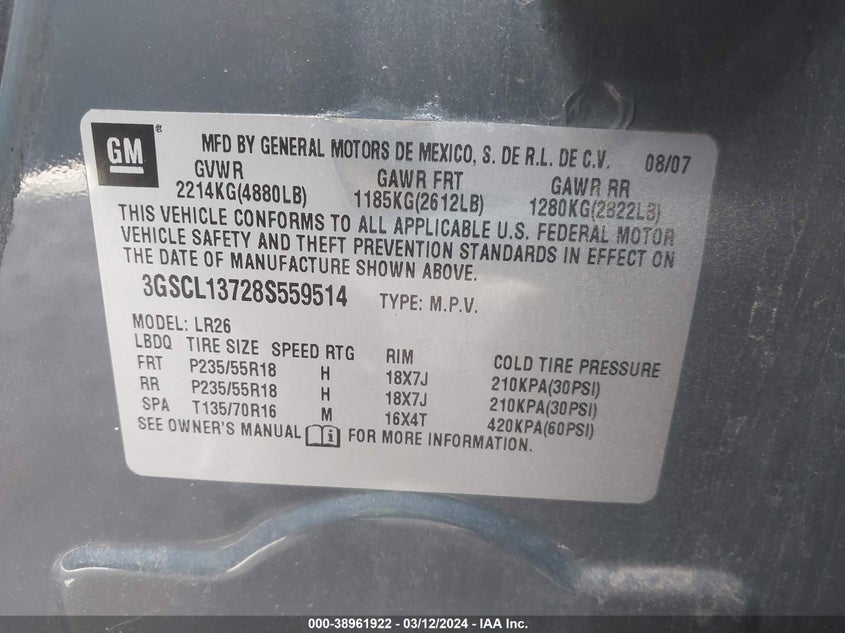 GM ® MFD BY GENERAL MOTORS DE MEXICO, S. DE R.L. DE C.V. 08/07
GVWR GAWR FRT GAWR RR
2214KG(4880LB) 1185KG(2612LB) 1280KG(2822LB)
THIS VEHICLE CONFORMS TO ALL APPLICABLE U.S. FEDERAL MOTOR
VEHICLE SAFETY AND THEFT PREVENTION STANDARDS IN EFFECT ON
THE DATE OF MANUFACTURE SHOWN ABOVE.
3GSCL13728S559514 TYPE: M.P.V.
MODEL: LR26
LBDQ TIRE SIZE SPEED RTG RIM COLD TIRE PRESSURE
FRT P235/55R18 H 18X7J 210KPA(30PSI)
RR P235/55R18 H 18X7J 210KPA(30PSI)
SPA T135/70R16 M 16X4T 420KPA(60PSI)
SEE OWNER'S MANUAL FOR MORE INFORMATION.
000-38961922 - 03/12/2024 - IAA Inc.